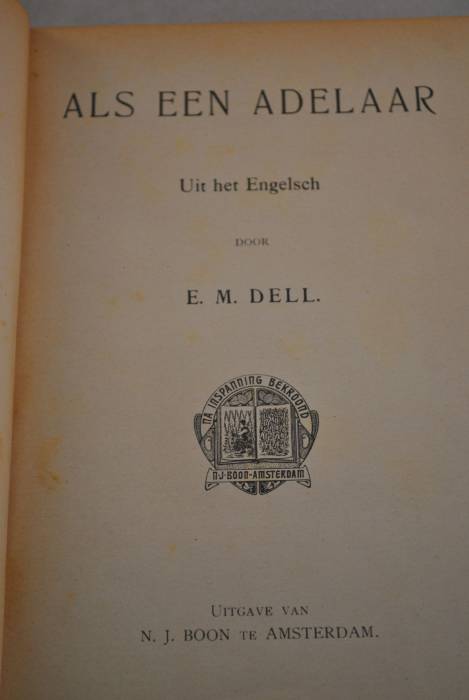 ALS EEN ADELAAR
Uit het Engelsch
DOOR
E. M. DELL.
NA INSPANNING BEKROOND
N·J·BOON-AMSTERDAM
UITGAVE VAN
N. J. BOON TE AMSTERDAM.